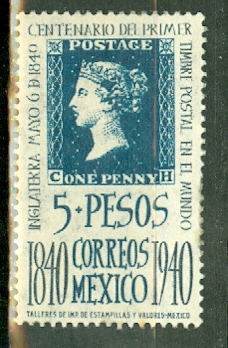 CENTENARIO DEL PRIMER
TIMBRE POSTAL EN EL MUNDO
INGLATERRA MAYO 6 DE 1840
POSTAGE
C ONE PENNY H
5 - PESOS
1840 CORREOS 1940
MEXICO
TALLERES DE IMP. DE ESTAMPILLAS Y VALORES-MEXICO